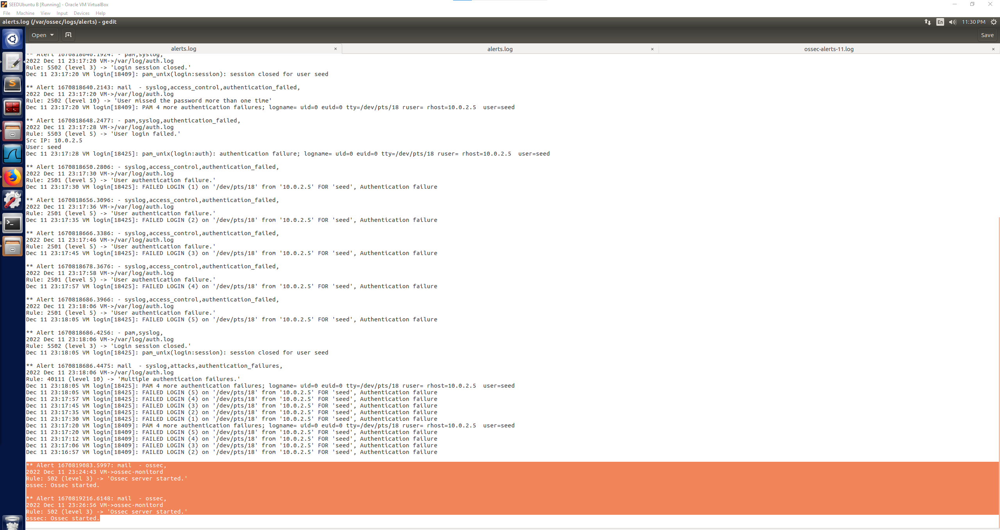 SEEDUbuntu B [Running] - Oracle VM VirtualBox
File Machine View Input Devices Help
alerts.log (/var/ossec/logs/alerts) - gedit
En 11:30 PM
Open Save
alerts.log × alerts.log × ossec-alerts-11.log ×
** Alert 1670818640.1924: - pam,syslog,
2022 Dec 11 23:17:20 VM->/var/log/auth.log
Rule: 5502 (level 3) -> 'Login session closed.'
Dec 11 23:17:20 VM login[18409]: pam_unix(login:session): session closed for user seed

** Alert 1670818640.2143: mail  - syslog,access_control,authentication_failed,
2022 Dec 11 23:17:20 VM->/var/log/auth.log
Rule: 2502 (level 10) -> 'User missed the password more than one time'
Dec 11 23:17:20 VM login[18409]: PAM 4 more authentication failures; logname= uid=0 euid=0 tty=/dev/pts/18 ruser= rhost=10.0.2.5  user=seed

** Alert 1670818648.2477: - pam,syslog,authentication_failed,
2022 Dec 11 23:17:28 VM->/var/log/auth.log
Rule: 5503 (level 5) -> 'User login failed.'
Src IP: 10.0.2.5
User: seed
Dec 11 23:17:28 VM login[18425]: pam_unix(login:auth): authentication failure; logname= uid=0 euid=0 tty=/dev/pts/18 ruser= rhost=10.0.2.5  user=seed

** Alert 1670818650.2806: - syslog,access_control,authentication_failed,
2022 Dec 11 23:17:30 VM->/var/log/auth.log
Rule: 2501 (level 5) -> 'User authentication failure.'
Dec 11 23:17:30 VM login[18425]: FAILED LOGIN (1) on '/dev/pts/18' from '10.0.2.5' FOR 'seed', Authentication failure

** Alert 1670818656.3096: - syslog,access_control,authentication_failed,
2022 Dec 11 23:17:36 VM->/var/log/auth.log
Rule: 2501 (level 5) -> 'User authentication failure.'
Dec 11 23:17:35 VM login[18425]: FAILED LOGIN (2) on '/dev/pts/18' from '10.0.2.5' FOR 'seed', Authentication failure

** Alert 1670818666.3386: - syslog,access_control,authentication_failed,
2022 Dec 11 23:17:46 VM->/var/log/auth.log
Rule: 2501 (level 5) -> 'User authentication failure.'
Dec 11 23:17:45 VM login[18425]: FAILED LOGIN (3) on '/dev/pts/18' from '10.0.2.5' FOR 'seed', Authentication failure

** Alert 1670818678.3676: - syslog,access_control,authentication_failed,
2022 Dec 11 23:17:58 VM->/var/log/auth.log
Rule: 2501 (level 5) -> 'User authentication failure.'
Dec 11 23:17:57 VM login[18425]: FAILED LOGIN (4) on '/dev/pts/18' from '10.0.2.5' FOR 'seed', Authentication failure

** Alert 1670818686.3966: - syslog,access_control,authentication_failed,
2022 Dec 11 23:18:06 VM->/var/log/auth.log
Rule: 2501 (level 5) -> 'User authentication failure.'
Dec 11 23:18:05 VM login[18425]: FAILED LOGIN (5) on '/dev/pts/18' from '10.0.2.5' FOR 'seed', Authentication failure

** Alert 1670818686.4256: - pam,syslog,
2022 Dec 11 23:18:06 VM->/var/log/auth.log
Rule: 5502 (level 3) -> 'Login session closed.'
Dec 11 23:18:05 VM login[18425]: pam_unix(login:session): session closed for user seed

** Alert 1670818686.4475: mail  - syslog,attacks,authentication_failures,
2022 Dec 11 23:18:06 VM->/var/log/auth.log
Rule: 40111 (level 10) -> 'Multiple authentication failures.'
Dec 11 23:18:05 VM login[18425]: PAM 4 more authentication failures; logname= uid=0 euid=0 tty=/dev/pts/18 ruser= rhost=10.0.2.5  user=seed
Dec 11 23:18:05 VM login[18425]: FAILED LOGIN (5) on '/dev/pts/18' from '10.0.2.5' FOR 'seed', Authentication failure
Dec 11 23:17:57 VM login[18425]: FAILED LOGIN (4) on '/dev/pts/18' from '10.0.2.5' FOR 'seed', Authentication failure
Dec 11 23:17:45 VM login[18425]: FAILED LOGIN (3) on '/dev/pts/18' from '10.0.2.5' FOR 'seed', Authentication failure
Dec 11 23:17:35 VM login[18425]: FAILED LOGIN (2) on '/dev/pts/18' from '10.0.2.5' FOR 'seed', Authentication failure
Dec 11 23:17:30 VM login[18425]: FAILED LOGIN (1) on '/dev/pts/18' from '10.0.2.5' FOR 'seed', Authentication failure
Dec 11 23:17:20 VM login[18409]: PAM 4 more authentication failures; logname= uid=0 euid=0 tty=/dev/pts/18 ruser= rhost=10.0.2.5  user=seed
Dec 11 23:17:20 VM login[18409]: FAILED LOGIN (5) on '/dev/pts/18' from '10.0.2.5' FOR 'seed', Authentication failure
Dec 11 23:17:12 VM login[18409]: FAILED LOGIN (4) on '/dev/pts/18' from '10.0.2.5' FOR 'seed', Authentication failure
Dec 11 23:17:06 VM login[18409]: FAILED LOGIN (3) on '/dev/pts/18' from '10.0.2.5' FOR 'seed', Authentication failure
Dec 11 23:16:57 VM login[18409]: FAILED LOGIN (2) on '/dev/pts/18' from '10.0.2.5' FOR 'seed', Authentication failure

** Alert 1670819083.5997: mail  - ossec,
2022 Dec 11 23:24:43 VM->ossec-monitord
Rule: 502 (level 3) -> 'Ossec server started.'
ossec: Ossec started.

** Alert 1670819216.6148: mail  - ossec,
2022 Dec 11 23:26:56 VM->ossec-monitord
Rule: 502 (level 3) -> 'Ossec server started.'
ossec: Ossec started.